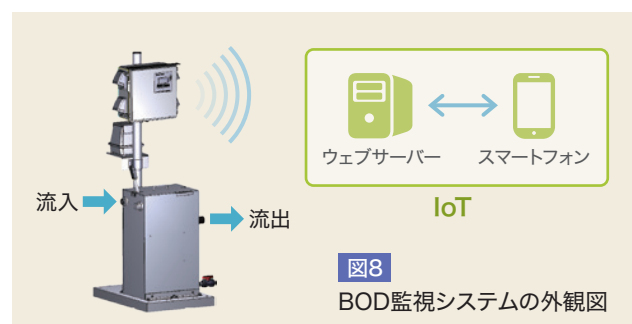 ウェブサーバー
スマートフォン
IoT
流入
流出
図8
BOD監視システムの外観図